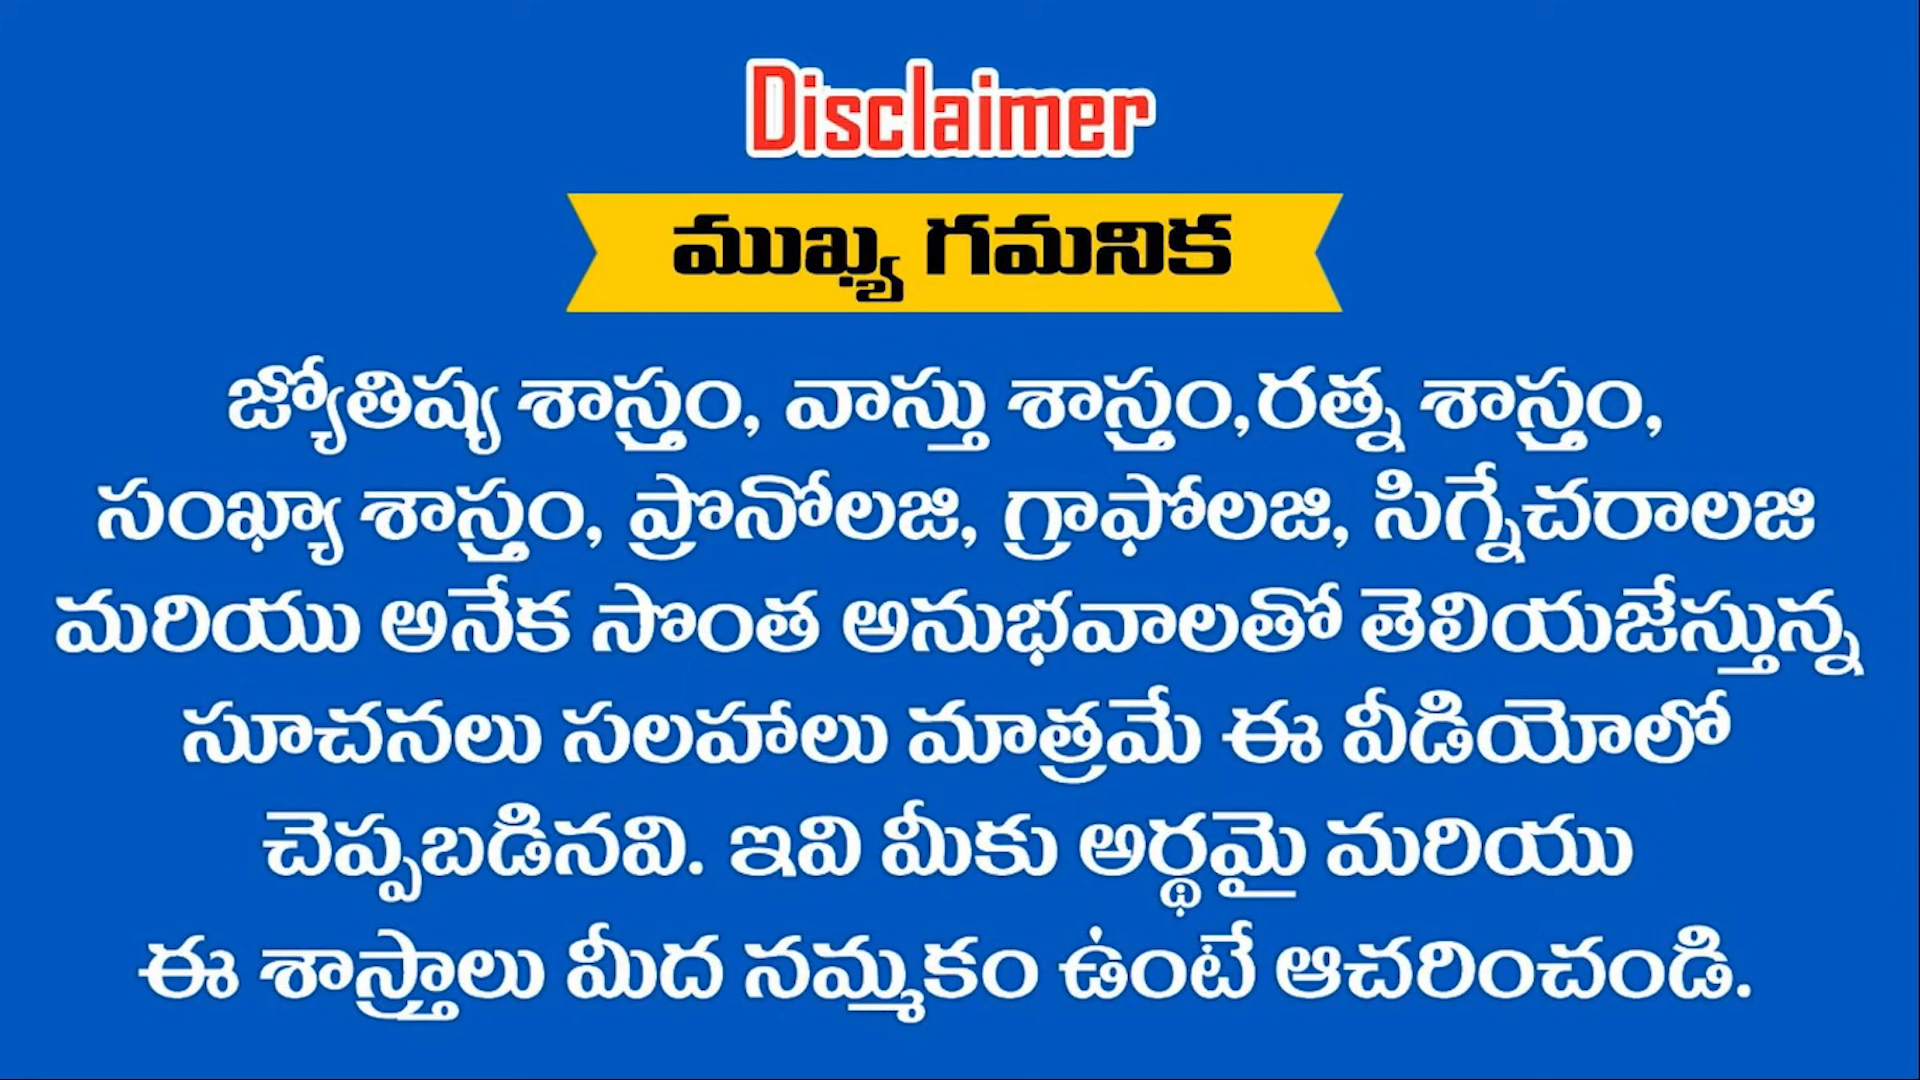 Disclaimer
ముఖ్య గమనిక
జ్యోతిష్య శాస్త్రం, వాస్తు శాస్త్రం,రత్న శాస్త్రం,
సంఖ్యా శాస్త్రం, ప్రొనోలజి, గ్రాఫోలజి, సిగ్నేచరాలజి
మరియు అనేక సొంత అనుభవాలతో తెలియజేస్తున్న
సూచనలు సలహాలు మాత్రమే ఈ వీడియోలో
చెప్పబడినవి. ఇవి మీకు అర్థమై మరియు
ఈ శాస్త్రాలు మీద నమ్మకం ఉంటే ఆచరించండి.